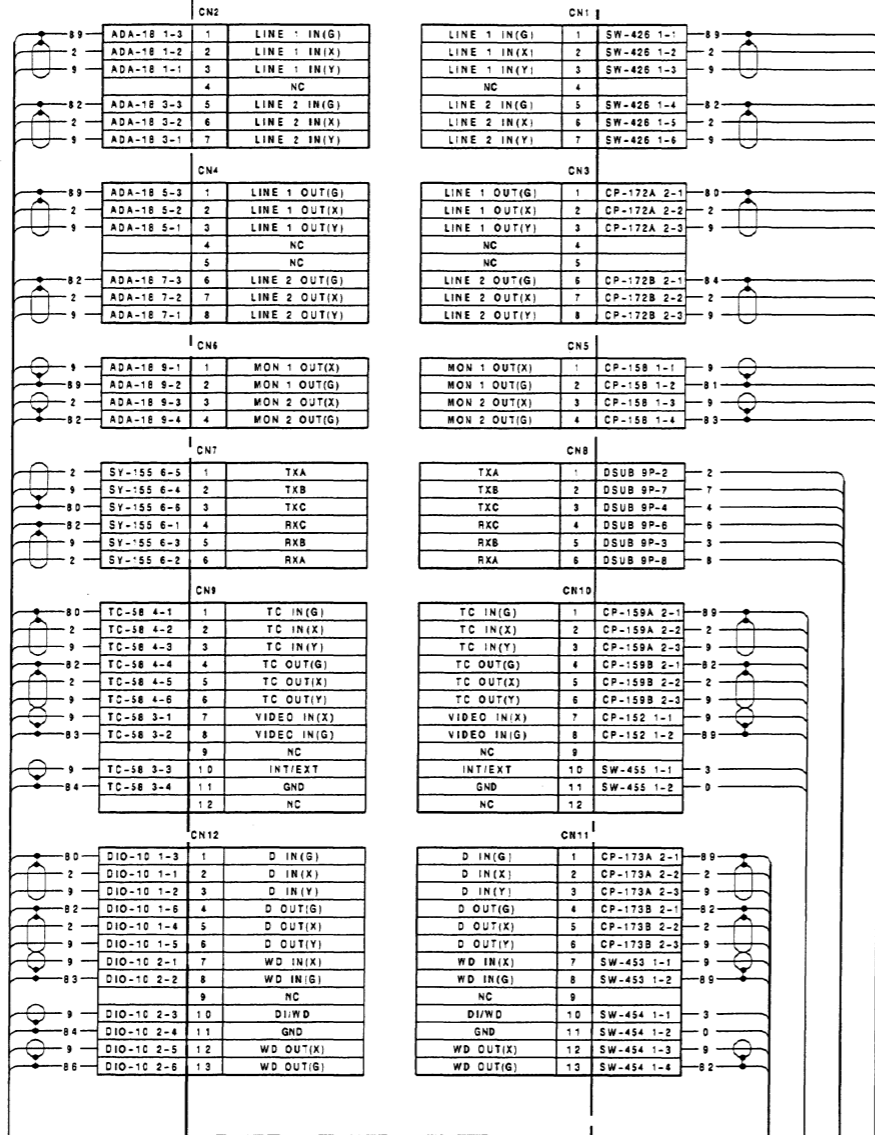 CN2 CN1
89 ADA-18 1-3 1 LINE 1 IN(G) LINE 1 IN(G) 1 SW-426 1-1 89
2 ADA-18 1-2 2 LINE 1 IN(X) LINE 1 IN(X) 2 SW-426 1-2 2
9 ADA-18 1-1 3 LINE 1 IN(Y) LINE 1 IN(Y) 3 SW-426 1-3 9
4 NC NC 4
82 ADA-18 3-3 5 LINE 2 IN(G) LINE 2 IN(G) 5 SW-426 1-4 82
2 ADA-18 3-2 6 LINE 2 IN(X) LINE 2 IN(X) 6 SW-426 1-5 2
9 ADA-18 3-1 7 LINE 2 IN(Y) LINE 2 IN(Y) 7 SW-426 1-6 9
CN4 CN3
89 ADA-18 5-3 1 LINE 1 OUT(G) LINE 1 OUT(G) 1 CP-172A 2-1 80
2 ADA-18 5-2 2 LINE 1 OUT(X) LINE 1 OUT(X) 2 CP-172A 2-2 2
9 ADA-18 5-1 3 LINE 1 OUT(Y) LINE 1 OUT(Y) 3 CP-172A 2-3 9
4 NC NC 4
5 NC NC 5
82 ADA-18 7-3 6 LINE 2 OUT(G) LINE 2 OUT(G) 6 CP-172B 2-1 84
2 ADA-18 7-2 7 LINE 2 OUT(X) LINE 2 OUT(X) 7 CP-172B 2-2 2
9 ADA-18 7-1 8 LINE 2 OUT(Y) LINE 2 OUT(Y) 8 CP-172B 2-3 9
CN6 CN5
9 ADA-18 9-1 1 MON 1 OUT(X) MON 1 OUT(X) 1 CP-158 1-1 9
89 ADA-18 9-2 2 MON 1 OUT(G) MON 1 OUT(G) 2 CP-158 1-2 81
2 ADA-18 9-3 3 MON 2 OUT(X) MON 2 OUT(X) 3 CP-158 1-3 9
82 ADA-18 9-4 4 MON 2 OUT(G) MON 2 OUT(G) 4 CP-158 1-4 83
CN7 CN8
2 SY-155 6-5 1 TXA TXA 1 DSUB 9P-2 2
9 SY-155 6-4 2 TXB TXB 2 DSUB 9P-7 7
80 SY-155 6-6 3 TXC TXC 3 DSUB 9P-4 4
82 SY-155 6-1 4 RXC RXC 4 DSUB 9P-6 6
9 SY-155 6-3 5 RXB RXB 5 DSUB 9P-3 3
2 SY-155 6-2 6 RXA RXA 6 DSUB 9P-8 8
CN9 CN10
80 TC-58 4-1 1 TC IN(G) TC IN(G) 1 CP-159A 2-1 89
2 TC-58 4-2 2 TC IN(X) TC IN(X) 2 CP-159A 2-2 2
9 TC-58 4-3 3 TC IN(Y) TC IN(Y) 3 CP-159A 2-3 9
82 TC-58 4-4 4 TC OUT(G) TC OUT(G) 4 CP-159B 2-1 82
2 TC-58 4-5 5 TC OUT(X) TC OUT(X) 5 CP-159B 2-2 2
9 TC-58 4-6 6 TC OUT(Y) TC OUT(Y) 6 CP-159B 2-3 9
9 TC-58 3-1 7 VIDEO IN(X) VIDEO IN(X) 7 CP-152 1-1 9
83 TC-58 3-2 8 VIDEO IN(G) VIDEO IN(G) 8 CP-152 1-2 89
9 NC NC 9
9 TC-58 3-3 10 INT/EXT INT/EXT 10 SW-455 1-1 3
84 TC-58 3-4 11 GND GND 11 SW-455 1-2 0
12 NC NC 12
CN12 CN11
80 DIO-10 1-3 1 D IN(G) D IN(G) 1 CP-173A 2-1 89
2 DIO-10 1-1 2 D IN(X) D IN(X) 2 CP-173A 2-2 2
9 DIO-10 1-2 3 D IN(Y) D IN(Y) 3 CP-173A 2-3 9
82 DIO-10 1-6 4 D OUT(G) D OUT(G) 4 CP-173B 2-1 82
2 DIO-10 1-4 5 D OUT(X) D OUT(X) 5 CP-173B 2-2 2
9 DIO-10 1-5 6 D OUT(Y) D OUT(Y) 6 CP-173B 2-3 9
9 DIO-10 2-1 7 WD IN(X) WD IN(X) 7 SW-453 1-1 9
83 DIO-10 2-2 8 WD IN(G) WD IN(G) 8 SW-453 1-2 89
9 NC NC 9
9 DIO-10 2-3 10 DI/WD DI/WD 10 SW-454 1-1 3
84 DIO-10 2-4 11 GND GND 11 SW-454 1-2 0
9 DIO-10 2-5 12 WD OUT(X) WD OUT(X) 12 SW-454 1-3 9
86 DIO-10 2-6 13 WD OUT(G) WD OUT(G) 13 SW-454 1-4 82